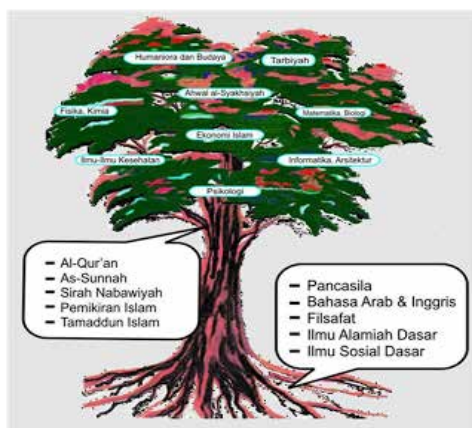 Humaniora dan Budaya
Tarbiyah
Ahwal al-Syakhsiyah
Fisika, Kimia
Matematika, Biologi
Ekonomi Islam
Ilmu-Ilmu Kesehatan
Informatika, Arsitektur
Psikologi
- Al-Qur'an
- As-Sunnah
- Sirah Nabawiyah
- Pemikiran Islam
- Tamaddun Islam
- Pancasila
- Bahasa Arab & Inggris
- Filsafat
- Ilmu Alamiah Dasar
- Ilmu Sosial Dasar